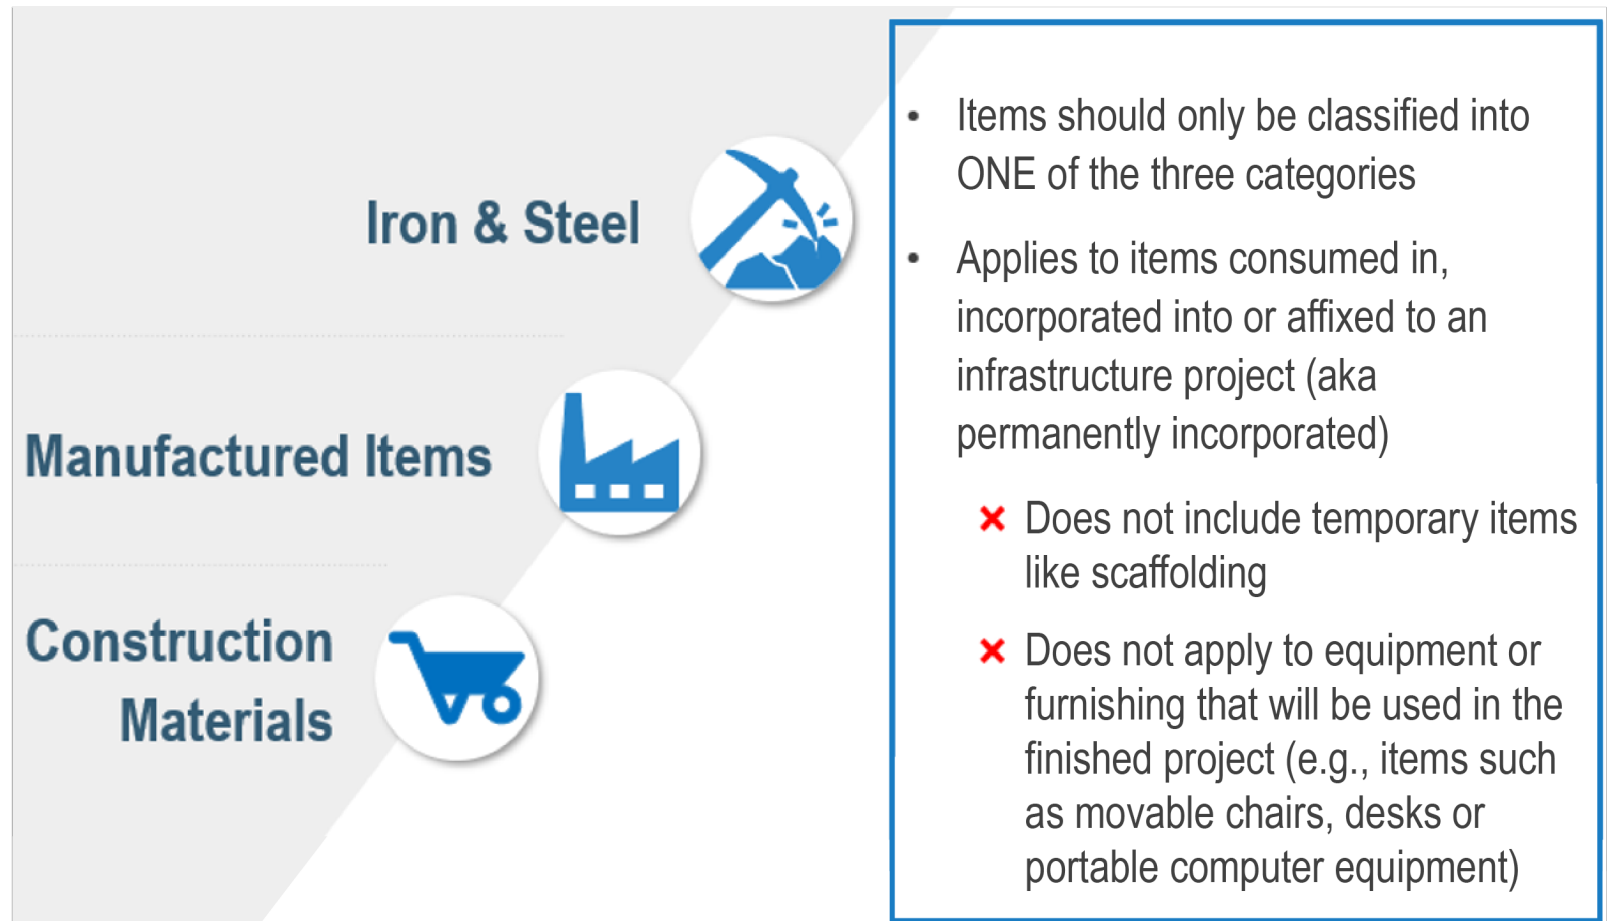 Iron & Steel
Manufactured Items
Construction
Materials
• Items should only be classified into
ONE of the three categories
• Applies to items consumed in,
incorporated into or affixed to an
infrastructure project (aka
permanently incorporated)
× Does not include temporary items
like scaffolding
× Does not apply to equipment or
furnishing that will be used in the
finished project (e.g., items such
as movable chairs, desks or
portable computer equipment)